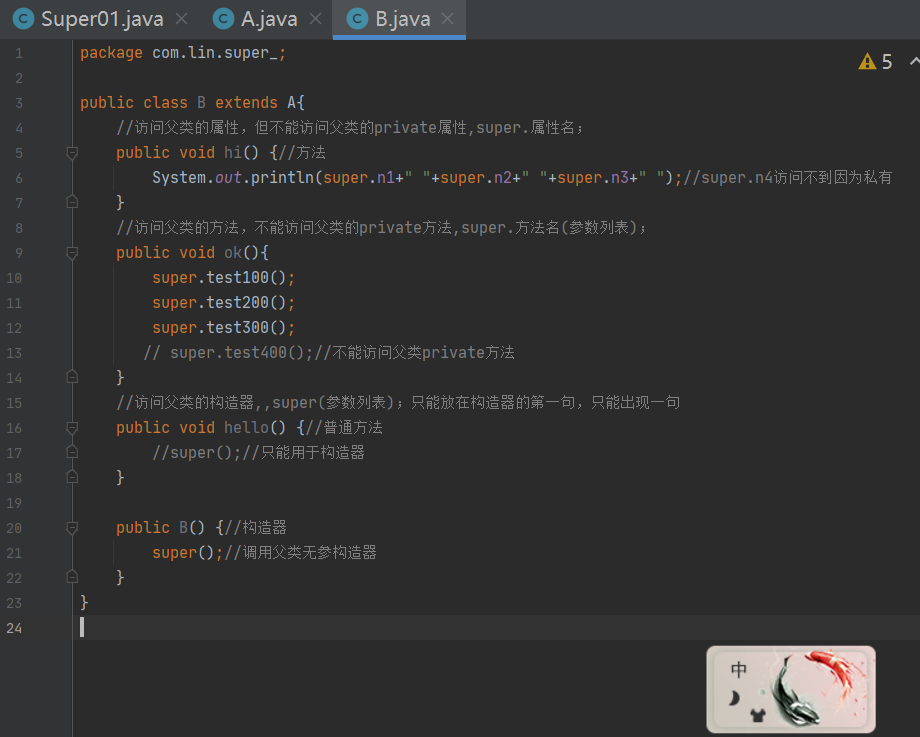 Super01.java A.java B.java
5
1 package com.lin.super_;
2
3 public class B extends A{
4 //访问父类的属性，但不能访问父类的private属性,super.属性名；
5 public void hi() {//方法
6 System.out.println(super.n1+" "+super.n2+" "+super.n3+" ");//super.n4访问不到因为私有
7 }
8 //访问父类的方法，不能访问父类的private方法,super.方法名(参数列表)；
9 public void ok(){
10 super.test100();
11 super.test200();
12 super.test300();
13 // super.test400();//不能访问父类private方法
14 }
15 //访问父类的构造器,,super(参数列表)；只能放在构造器的第一句，只能出现一句
16 public void hello() {//普通方法
17 //super();//只能用于构造器
18 }
19
20 public B() {//构造器
21 super();//调用父类无参构造器
22 }
23 }
24
中